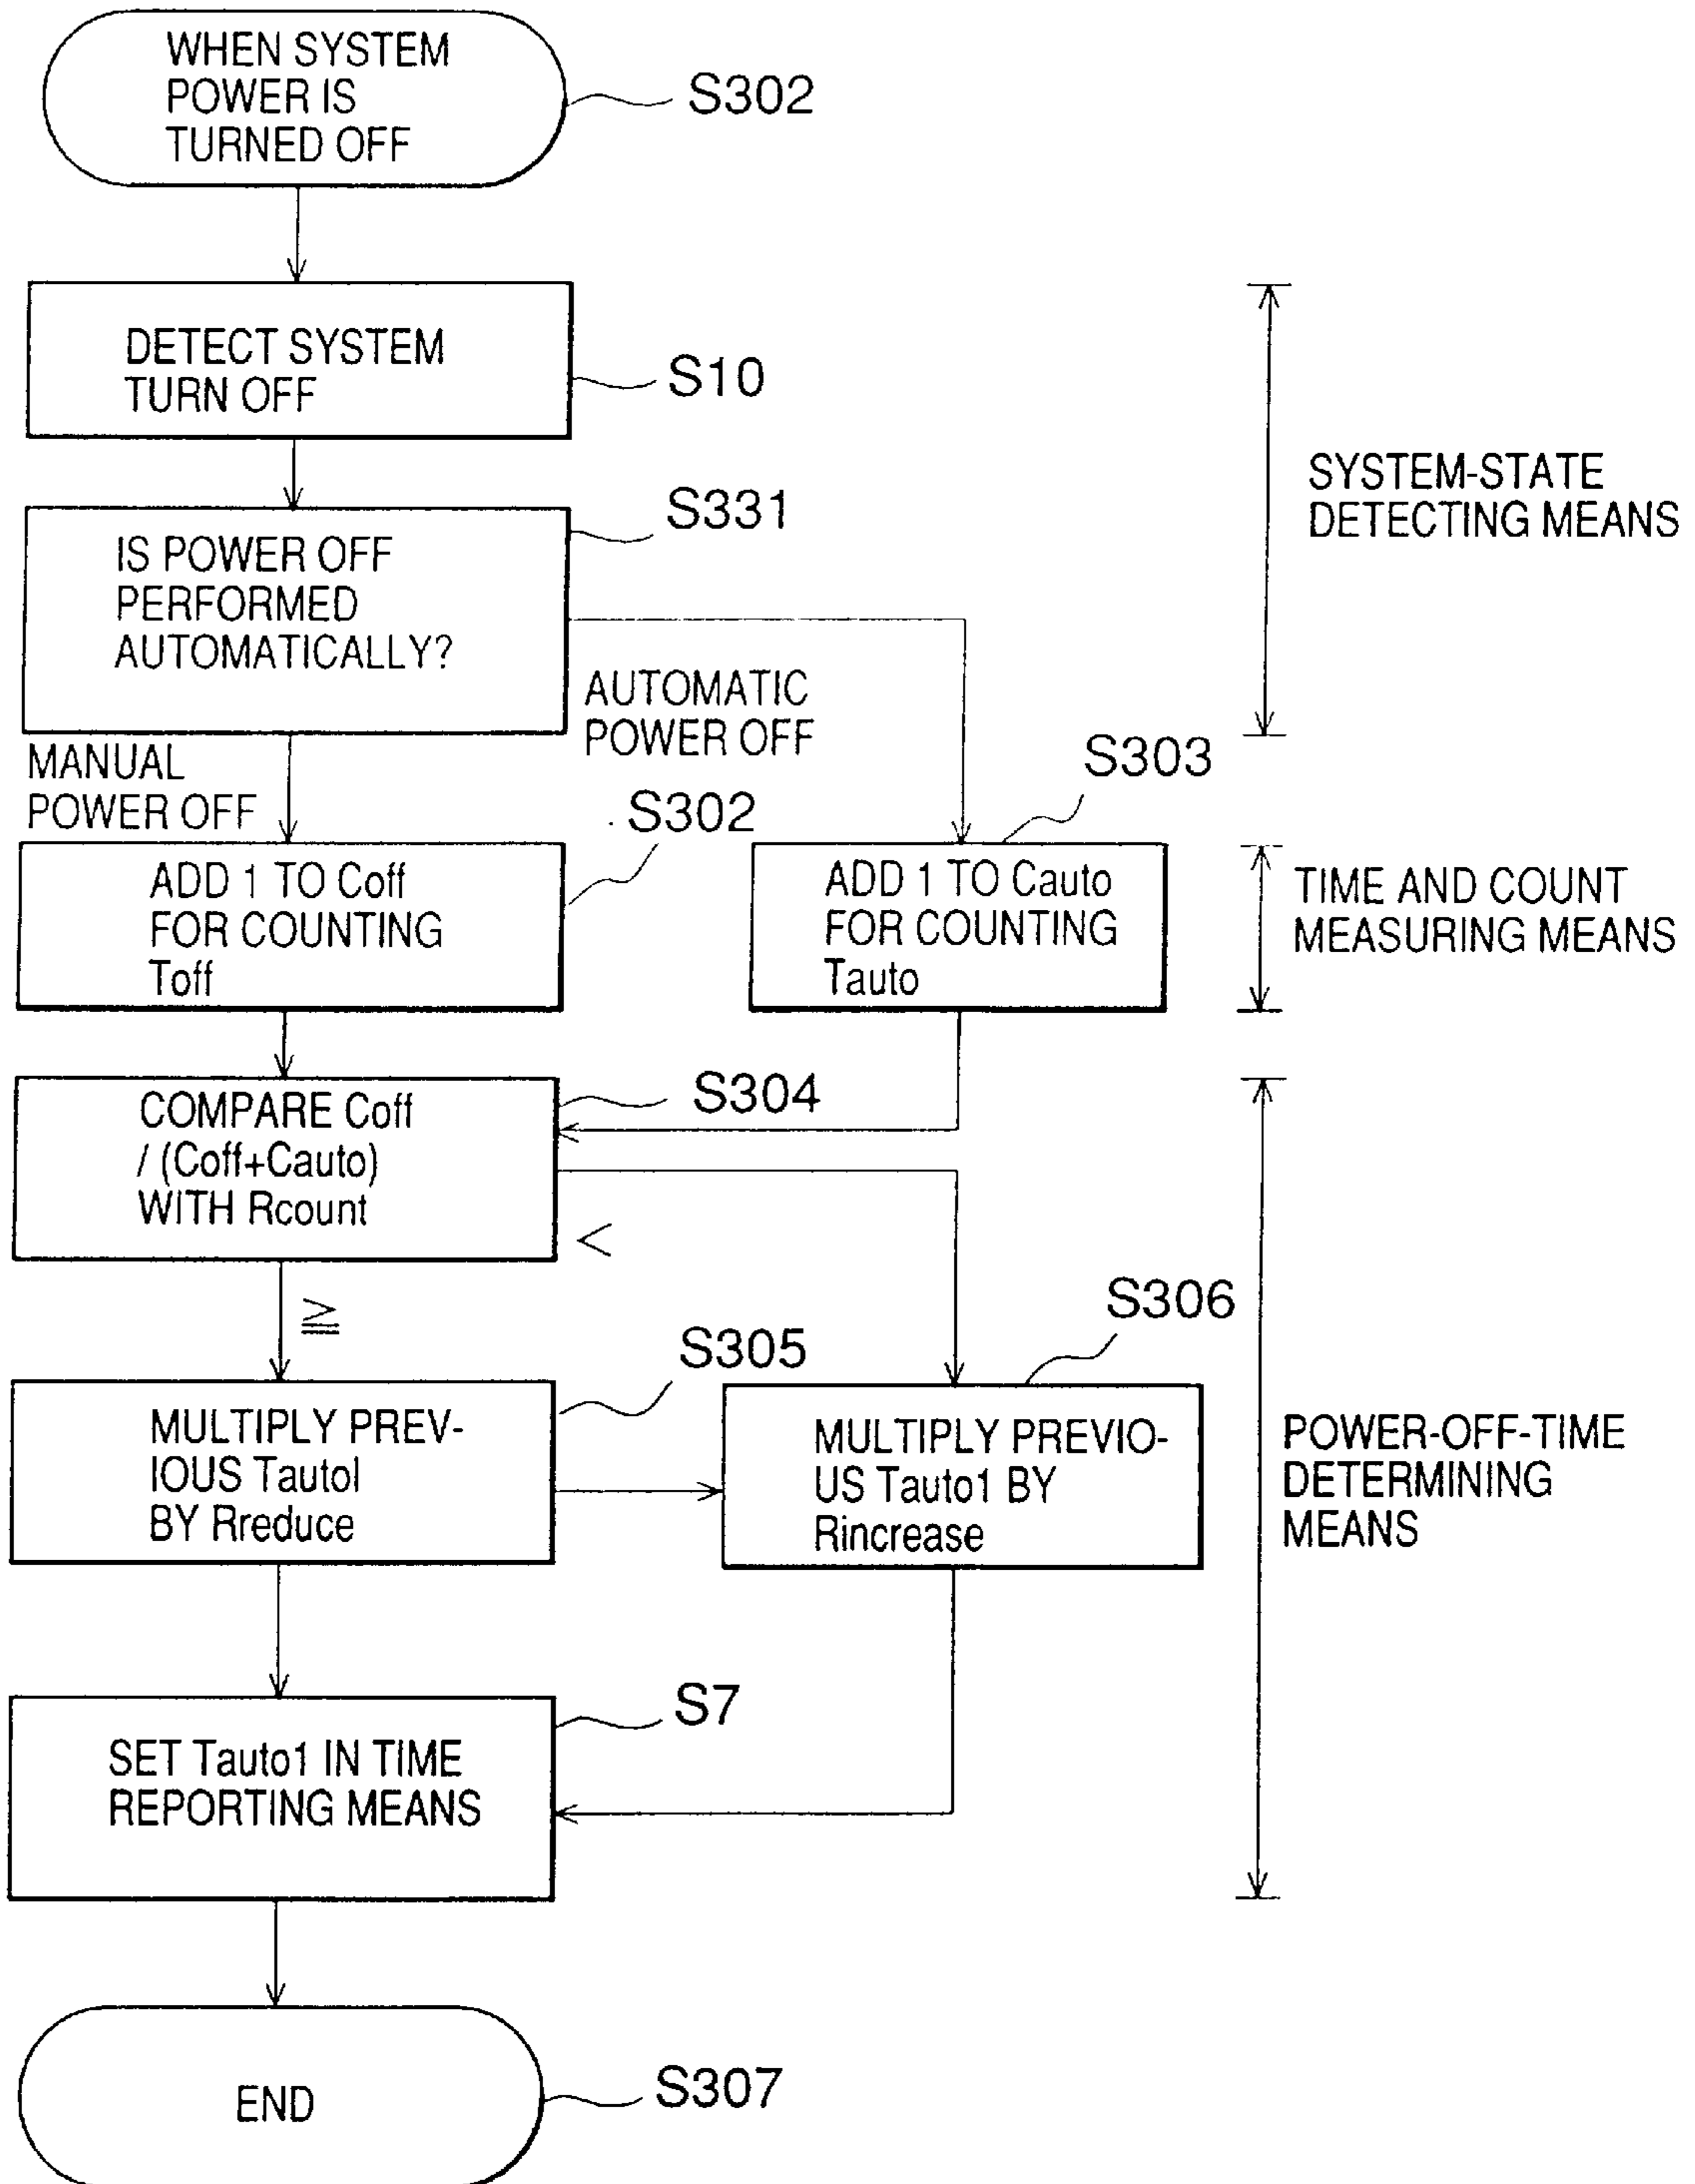 WHEN SYSTEM
POWER IS
TURNED OFF
S302
DETECT SYSTEM
TURN OFF
S10
SYSTEM-STATE
DETECTING MEANS
S331
IS POWER OFF
PERFORMED
AUTOMATICALLY?
AUTOMATIC
POWER OFF
MANUAL
POWER OFF
S302
S303
ADD 1 TO Coff
FOR COUNTING
Toff
ADD 1 TO Cauto
FOR COUNTING
Tauto
TIME AND COUNT
MEASURING MEANS
S304
COMPARE Coff
/ (Coff+Cauto)
WITH Rcount
<
≧
S305
S306
MULTIPLY PREV-
IOUS Tautol
BY Rreduce
MULTIPLY PREVIO-
US Tauto1 BY
Rincrease
POWER-OFF-TIME
DETERMINING
MEANS
S7
SET Tauto1 IN TIME
REPORTING MEANS
END
S307